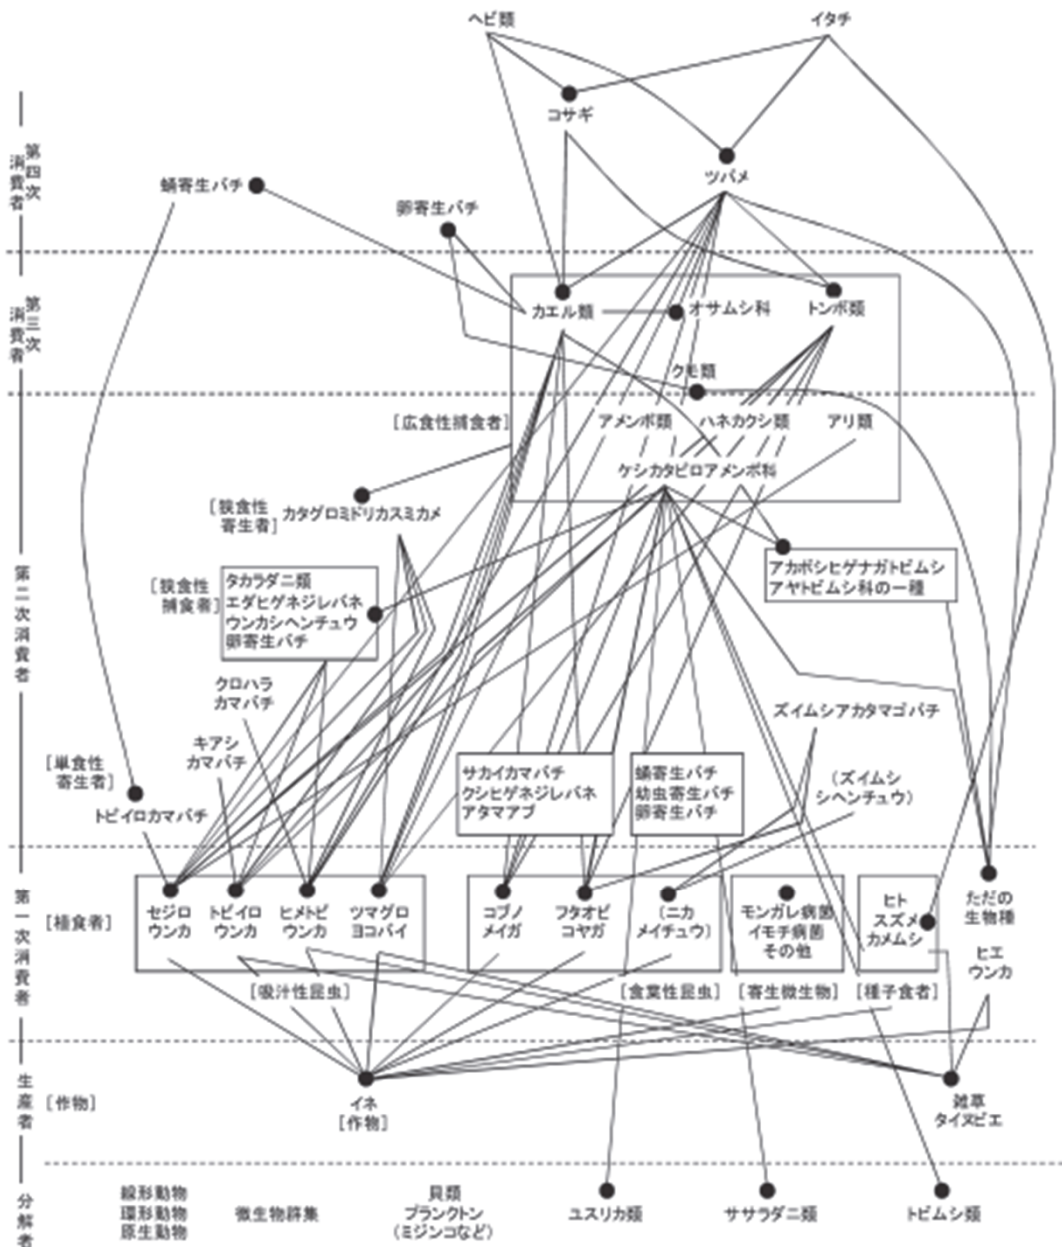 ヘビ類
イタチ
コサギ
第四次
消費者
ツバメ
蛹寄生バチ
卵寄生バチ
第三次
消費者
カエル類
オサムシ科
トンボ類
クモ類
[広食性捕食者]
アメンボ類
ハネカクシ類
アリ類
ケシカタビロアメンボ科
[狭食性
寄生者]
カタグロミドリカスミカメ
第二次消費者
[狭食性
捕食者]
タカラダニ類
エダヒゲネジレバネ
ウンカシヘンチュウ
卵寄生バチ
アカボシヒゲナガトビムシ
アヤトビムシ科の一種
クロハラ
カマバチ
キアシ
カマバチ
ズイムシアカタマゴバチ
[単食性
寄生者]
トビイロカマバチ
サカイカマバチ
クシヒゲネジレバネ
アタマアブ
蛹寄生バチ
幼虫寄生バチ
卵寄生バチ
(ズイムシ
シヘンチュウ)
第一次消費者
[植食者]
セジロ
ウンカ
トビイロ
ウンカ
ヒメトビ
ウンカ
ツマグロ
ヨコバイ
コブノ
メイガ
フタオビ
コヤガ
(ニカ
メイチュウ)
モンガレ病菌
イモチ病菌
その他
ヒト
スズメ
カメムシ
ただの
生物種
ヒエ
ウンカ
[吸汁性昆虫]
[食葉性昆虫]
[寄生微生物]
[種子食者]
生産者
[作物]
イネ
[作物]
雑草
タイヌビエ
分解者
線形動物
環形動物
原生動物
微生物群集
貝類
プランクトン
(ミジンコなど)
ユスリカ類
ササラダニ類
トビムシ類